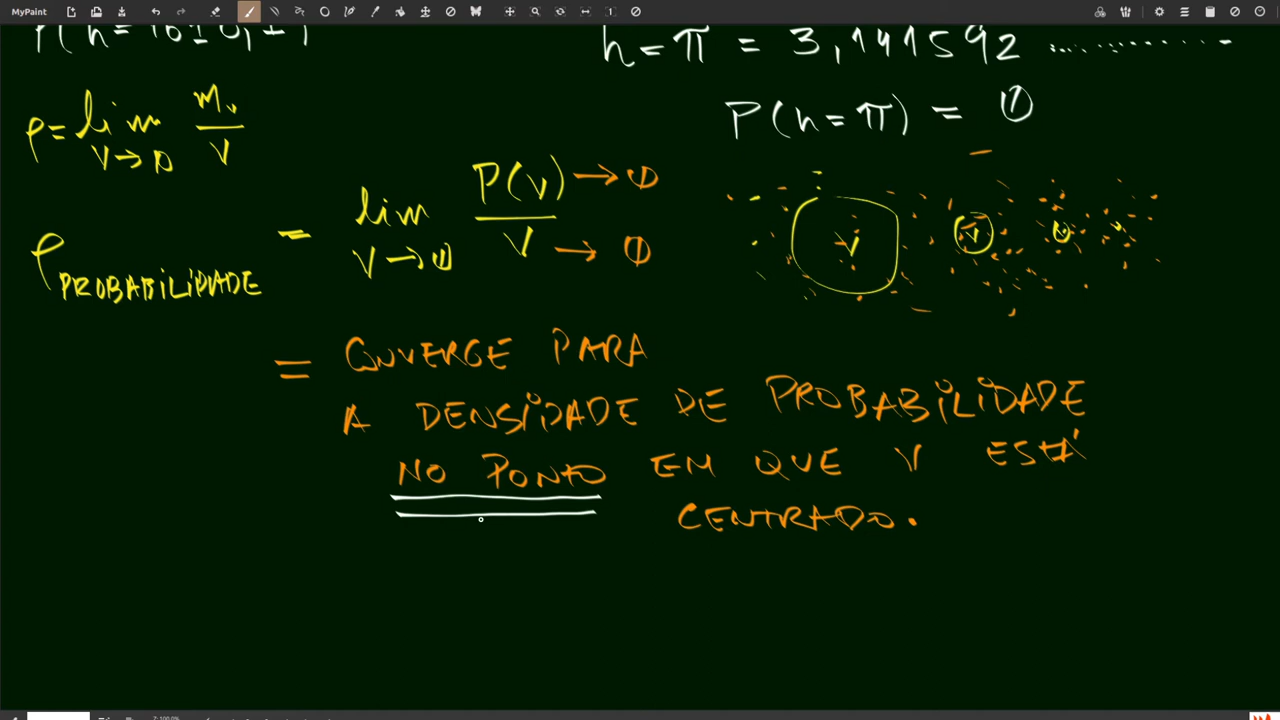 MyPaint
h = π = 3,141592 ..............
P(h=π) = 0
ρ = lim V→0 m_v / V
ρ PROBABILIDADE = lim V→0 P(V) → 0 / V → 0
V V V
= CONVERGE PARA
A DENSIDADE DE PROBABILIDADE
NO PONTO EM QUE V ESTÁ
CENTRADO.